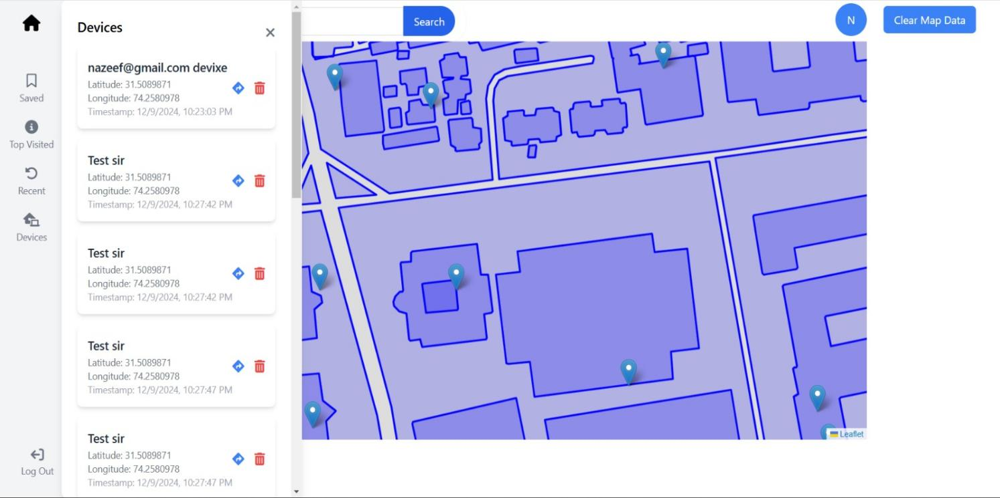 Saved
Top Visited
Recent
Devices
Log Out
Devices
nazeef@gmail.com devixe
Latitude: 31.5089871
Longitude: 74.2580978
Timestamp: 12/9/2024, 10:23:03 PM
Test sir
Latitude: 31.5089871
Longitude: 74.2580978
Timestamp: 12/9/2024, 10:27:42 PM
Test sir
Latitude: 31.5089871
Longitude: 74.2580978
Timestamp: 12/9/2024, 10:27:42 PM
Test sir
Latitude: 31.5089871
Longitude: 74.2580978
Timestamp: 12/9/2024, 10:27:47 PM
Test sir
Latitude: 31.5089871
Longitude: 74.2580978
Timestamp: 12/9/2024, 10:27:47 PM
Search
N
Clear Map Data
Leaflet